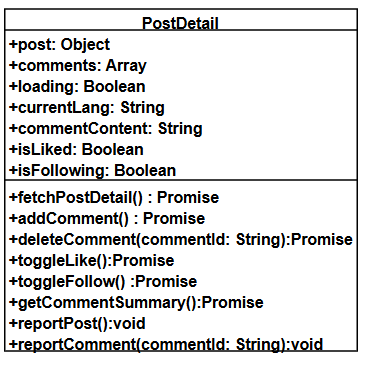 PostDetail
+post: Object
+comments: Array
+loading: Boolean
+currentLang: String
+commentContent: String
+isLiked: Boolean
+isFollowing: Boolean
+fetchPostDetail() : Promise
+addComment() : Promise
+deleteComment(commentId: String):Promise
+toggleLike():Promise
+toggleFollow() :Promise
+getCommentSummary():Promise
+reportPost():void
+reportComment(commentId: String):void